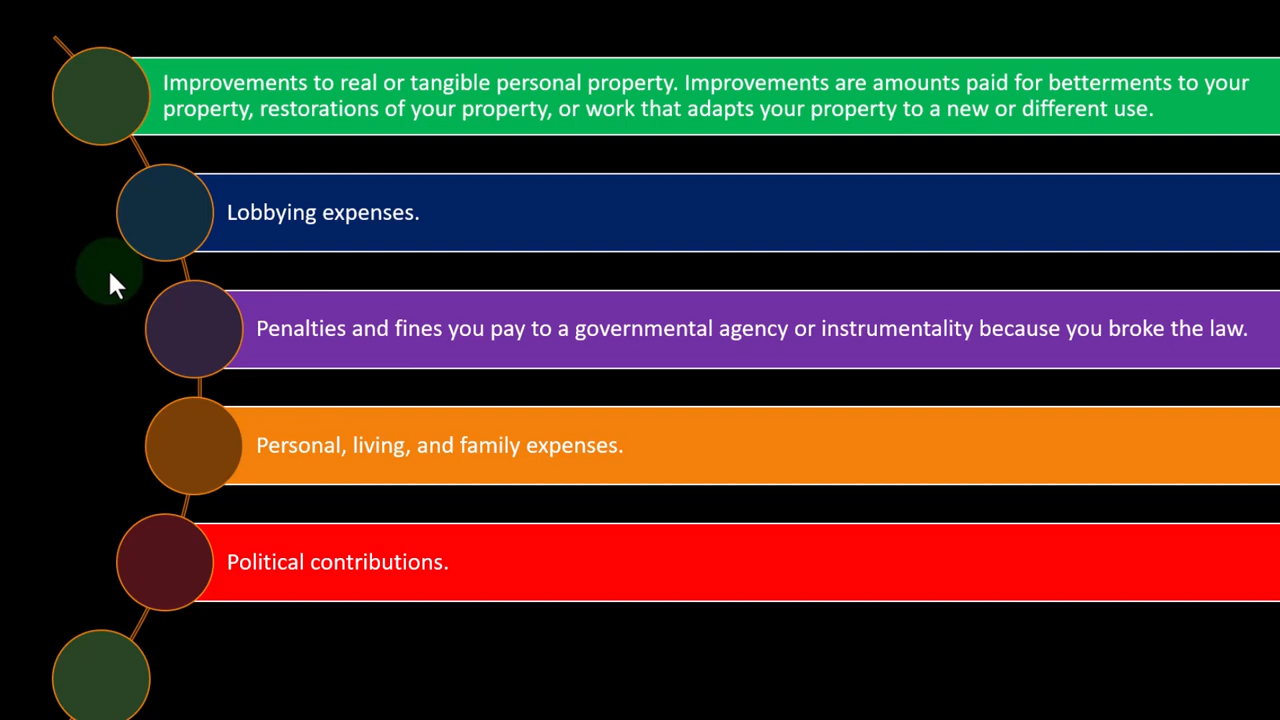 Improvements to real or tangible personal property. Improvements are amounts paid for betterments to your
property, restorations of your property, or work that adapts your property to a new or different use.
Lobbying expenses.
Penalties and fines you pay to a governmental agency or instrumentality because you broke the law.
Personal, living, and family expenses.
Political contributions.